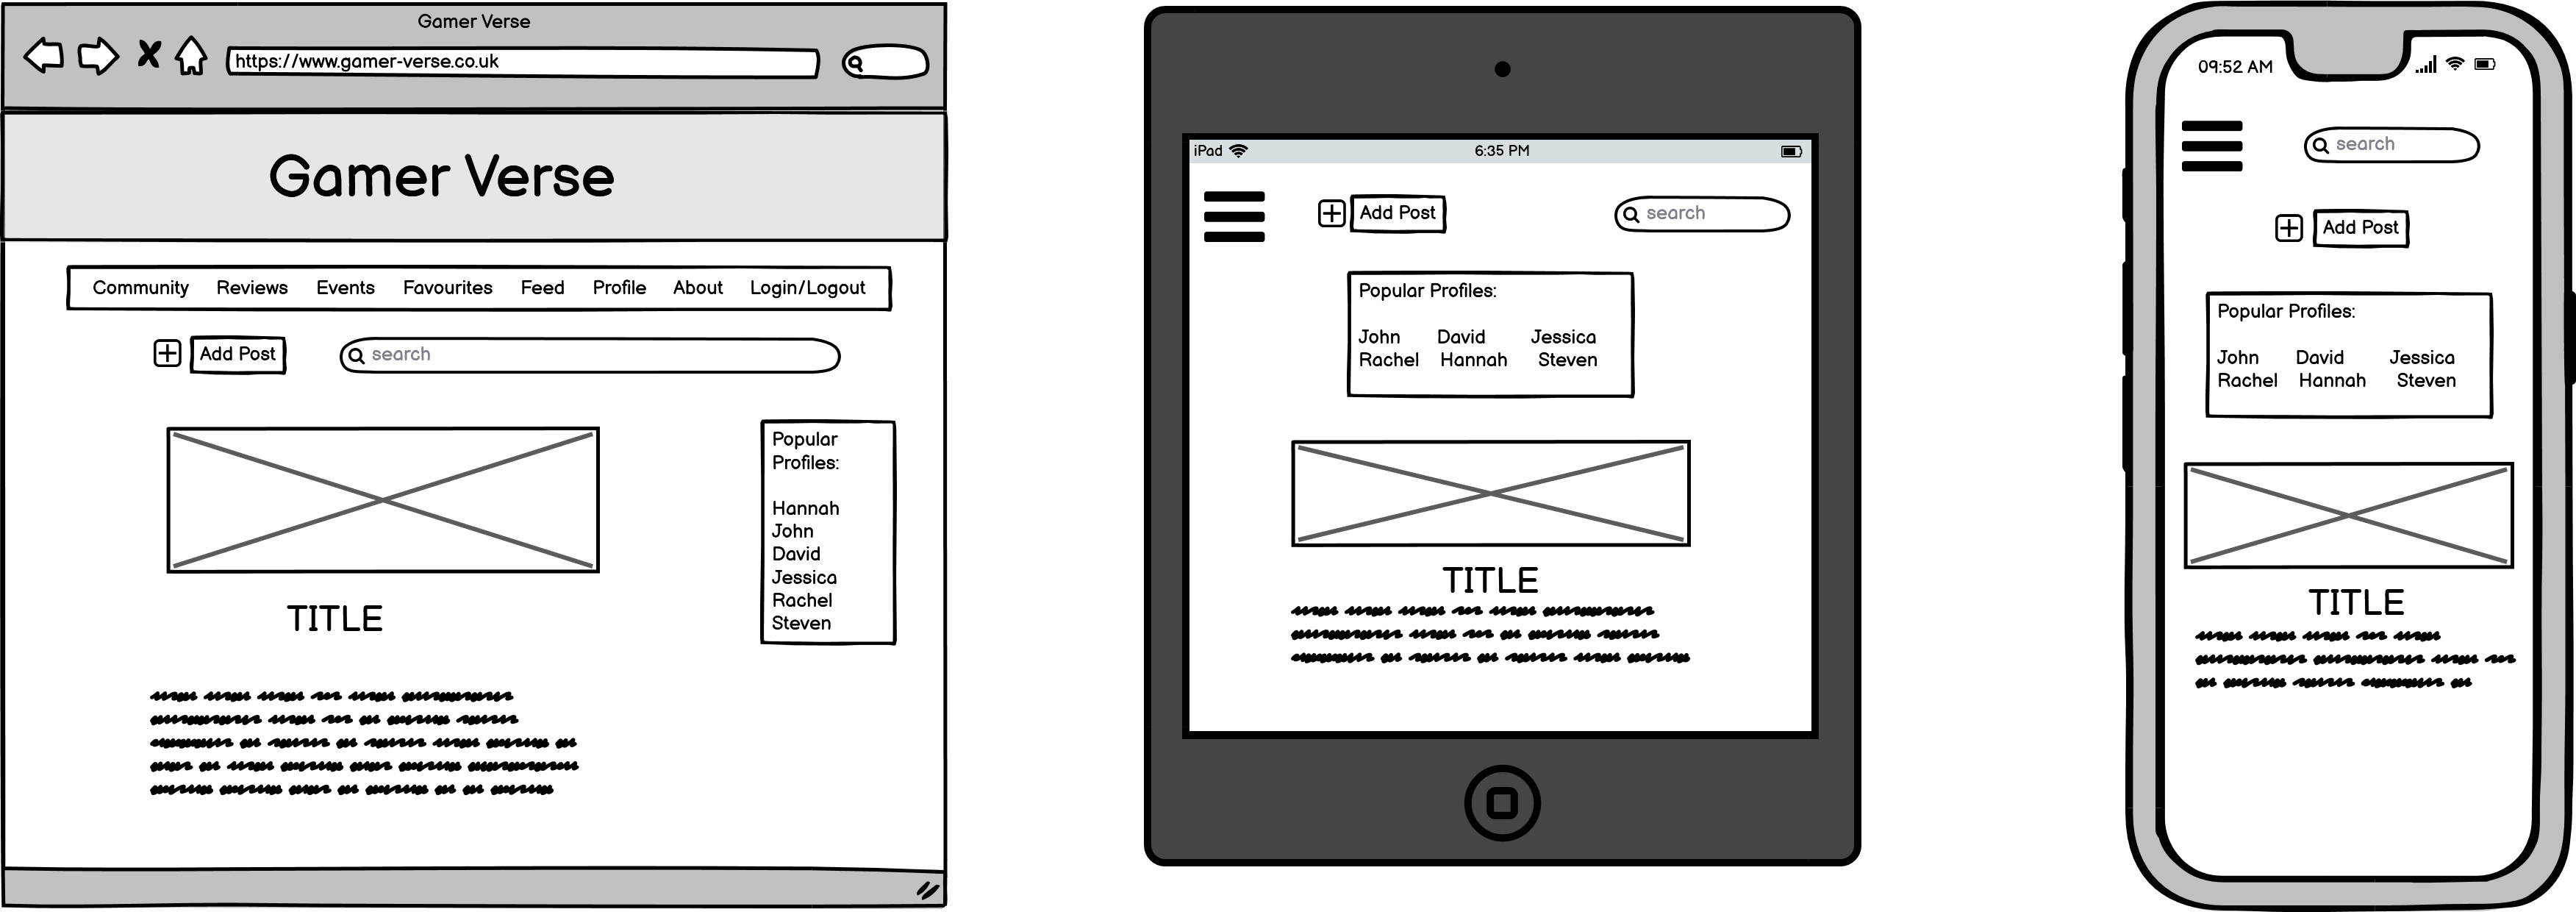 Gamer Verse
https://www.gamer-verse.co.uk
Gamer Verse
Community Reviews Events Favourites Feed Profile About Login/Logout
Add Post search
Popular
Profiles:
Hannah
John
David
Jessica
Rachel
Steven
TITLE
iPad 6:35 PM
Add Post search
Popular Profiles:
John David Jessica
Rachel Hannah Steven
TITLE
09:52 AM
search
Add Post
Popular Profiles:
John David Jessica
Rachel Hannah Steven
TITLE